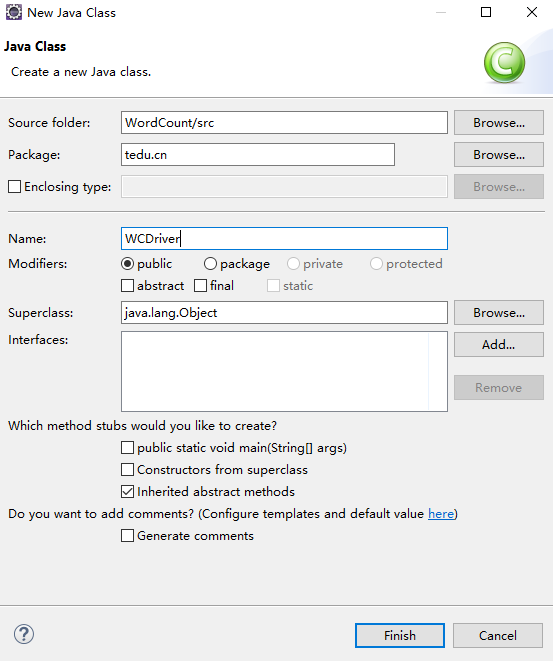 New Java Class
Java Class
Create a new Java class.
Source folder: WordCount/src Browse...
Package: tedu.cn Browse...
Enclosing type: Browse...
Name: WCDriver
Modifiers: public package private protected
abstract final static
Superclass: java.lang.Object Browse...
Interfaces: Add...
Remove
Which method stubs would you like to create?
public static void main(String[] args)
Constructors from superclass
Inherited abstract methods
Do you want to add comments? (Configure templates and default value here)
Generate comments
? Finish Cancel